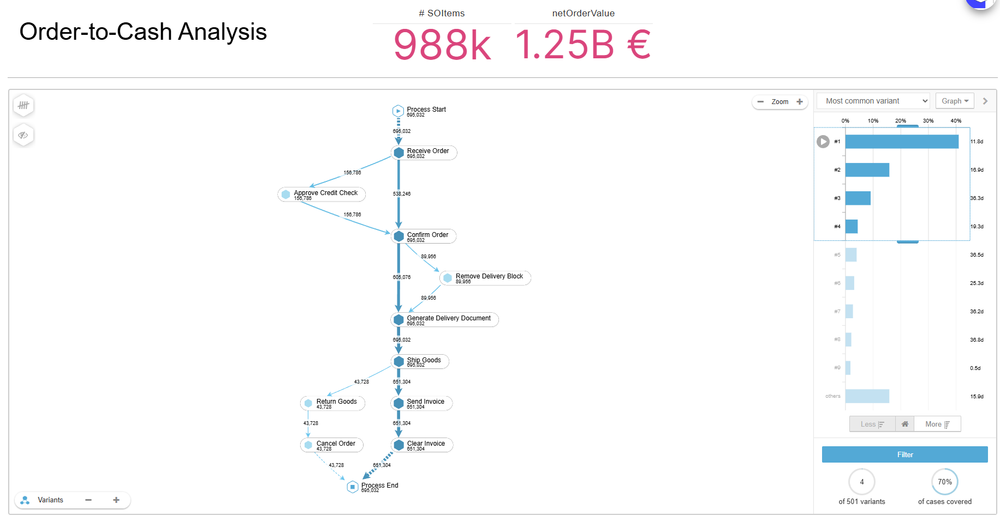 Order-to-Cash Analysis
# SOItems
988k
netOrderValue
1.25B €
Zoom
Process Start
695,032
695,032
Receive Order
695,032
156,786
538,246
Approve Credit Check
156,786
156,786
Confirm Order
695,032
89,956
605,076
Remove Delivery Block
89,956
89,956
Generate Delivery Document
695,032
695,032
Ship Goods
695,032
43,728
651,304
Return Goods
43,728
Send Invoice
651,304
43,728
651,304
Cancel Order
43,728
Clear Invoice
651,304
43,728
651,304
Process End
695,032
Variants
Most common variant
Graph
0% 10% 20% 30% 40%
#1 11.8d
#2 16.9d
#3 36.3d
#4 19.3d
#5 36.5d
#6 25.3d
#7 36.2d
#8 36.8d
#9 0.5d
others 15.9d
Less
More
Filter
4
of 501 variants
70%
of cases covered